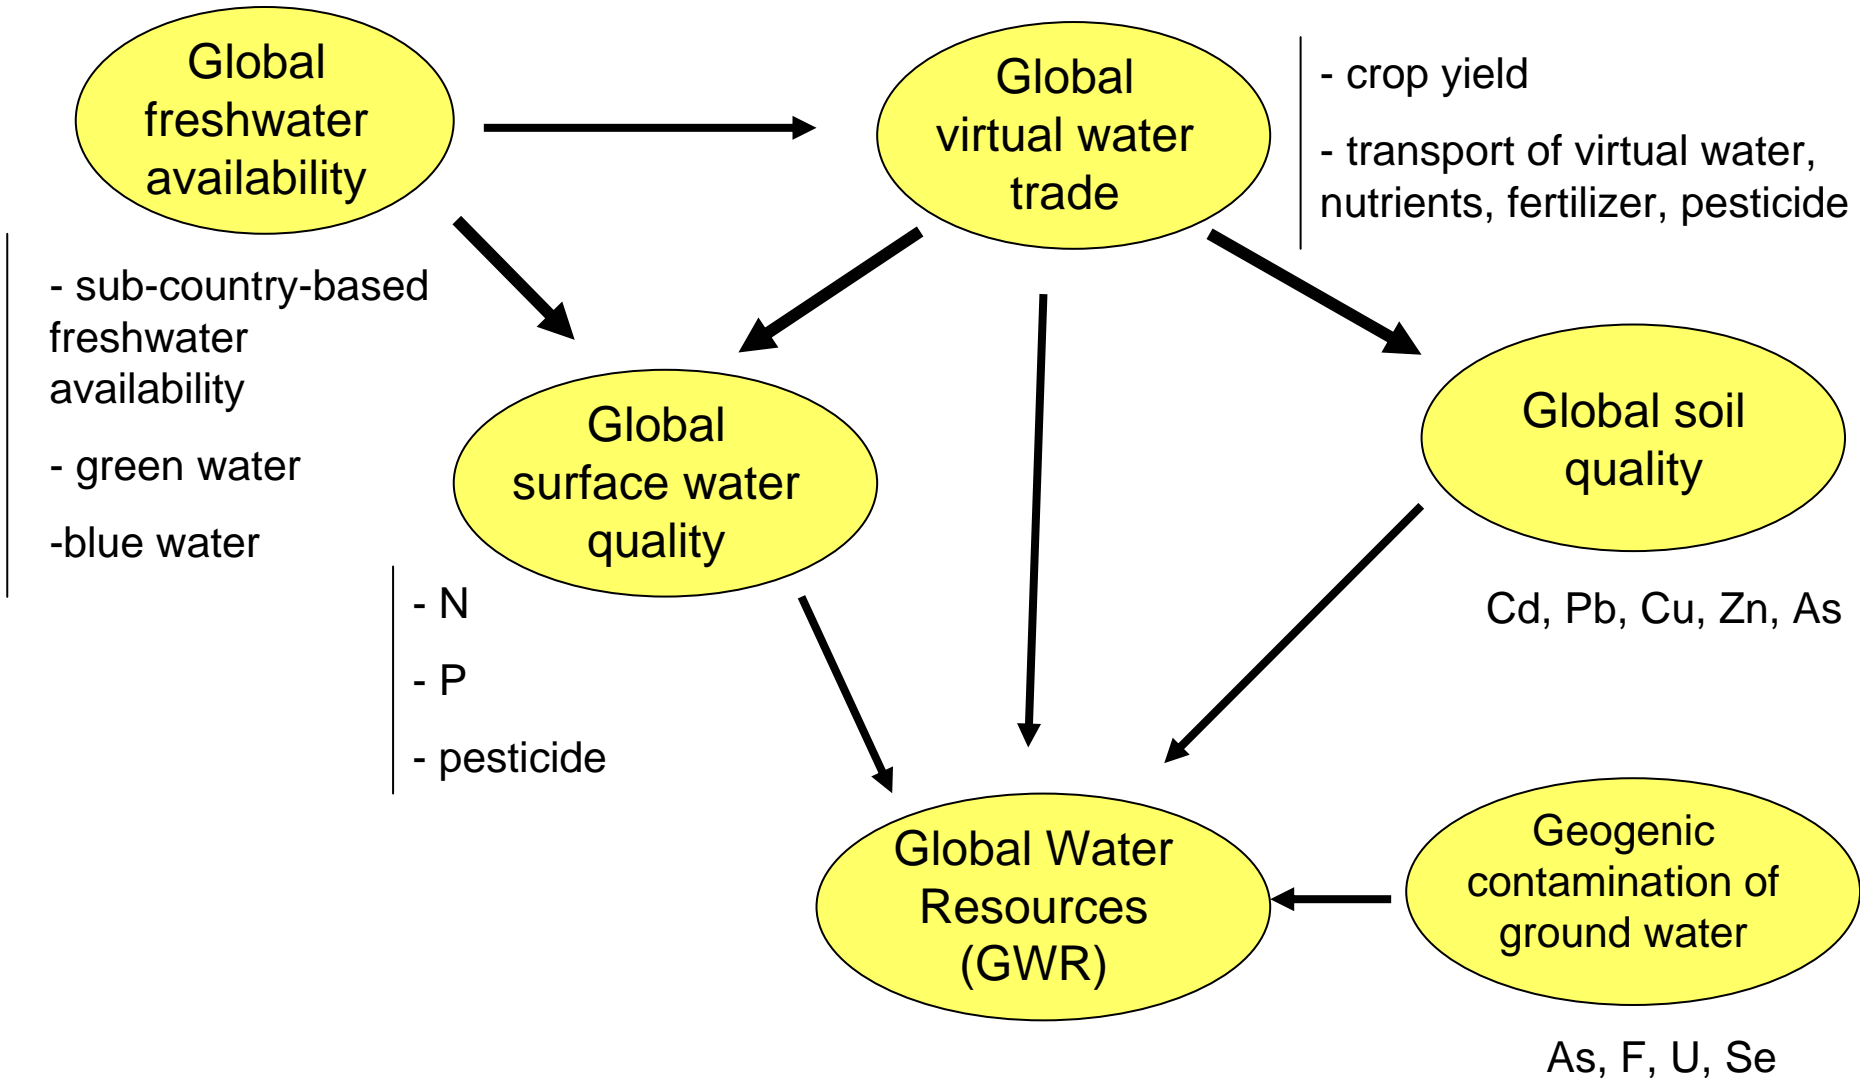 Global
freshwater
availability
Global
virtual water
trade
- crop yield
- transport of virtual water,
nutrients, fertilizer, pesticide
- sub-country-based
freshwater
availability
- green water
-blue water
Global
surface water
quality
Global soil
quality
- N
- P
- pesticide
Cd, Pb, Cu, Zn, As
Global Water
Resources
(GWR)
Geogenic
contamination of
ground water
As, F, U, Se